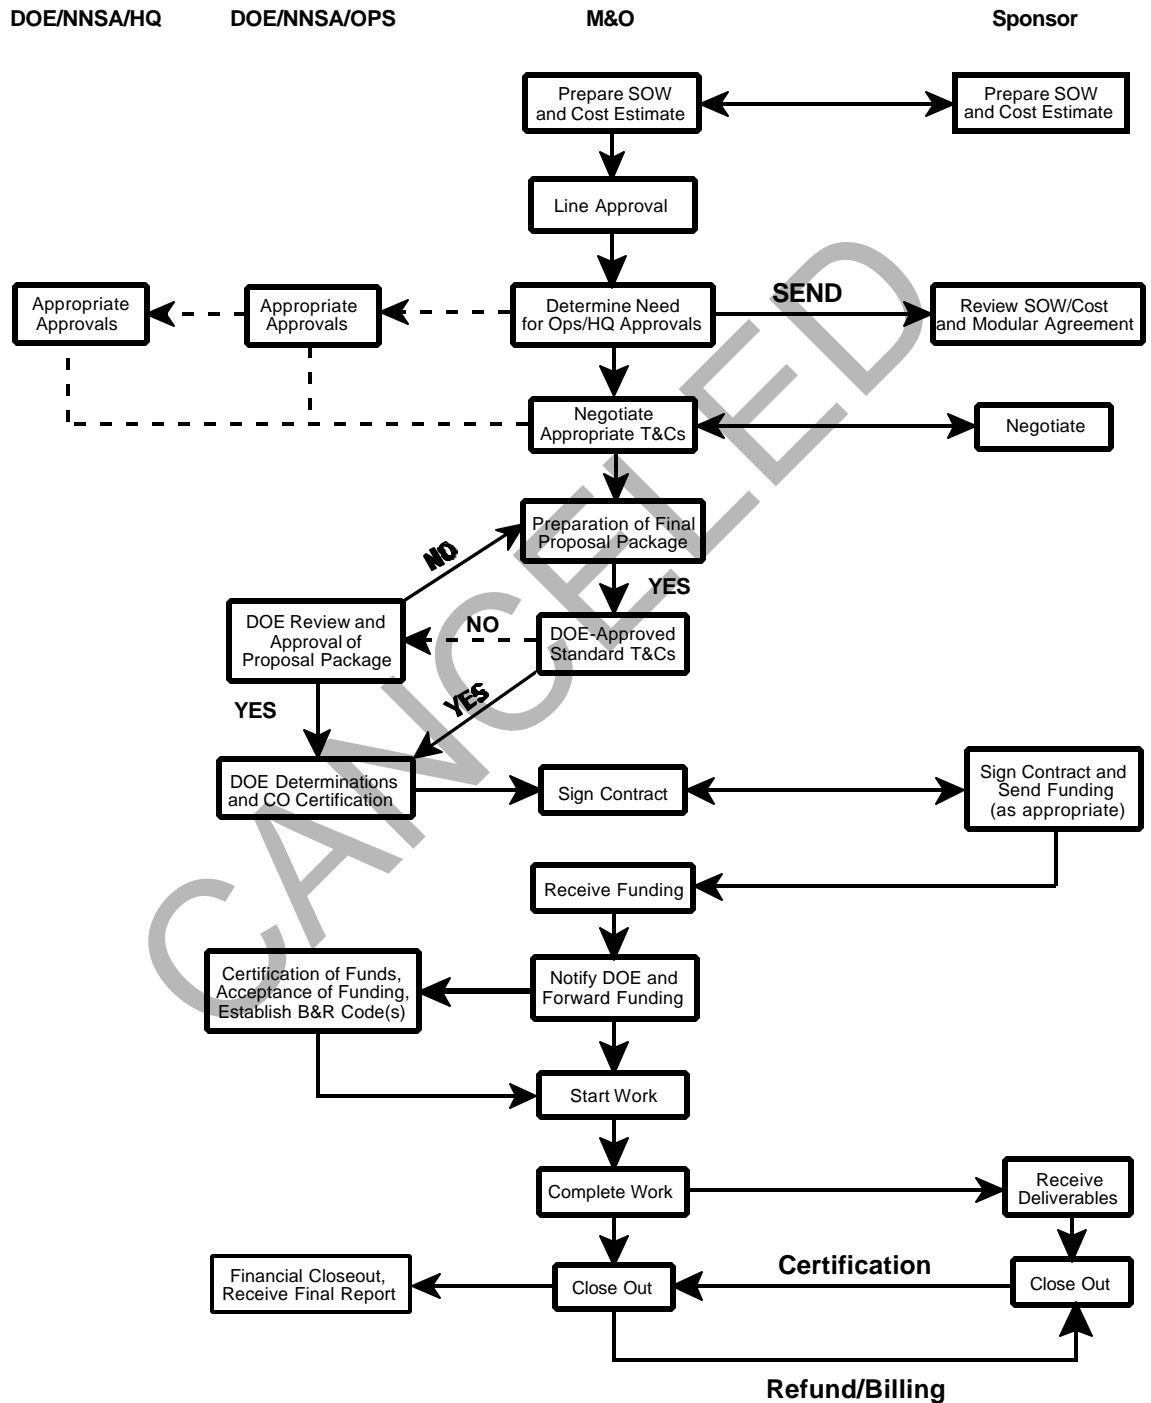 DOE/NNSA/HQ
DOE/NNSA/OPS
M&O
Sponsor
Prepare SOW
and Cost Estimate
Prepare SOW
and Cost Estimate
Line Approval
Appropriate
Approvals
Appropriate
Approvals
Determine Need
for Ops/HQ Approvals
SEND
Review SOW/Cost
and Modular Agreement
Negotiate
Appropriate T&Cs
Negotiate
Preparation of Final
Proposal Package
NO
YES
DOE Review and
Approval of
Proposal Package
NO
DOE-Approved
Standard T&Cs
YES
YES
DOE Determinations
and CO Certification
Sign Contract
Sign Contract and
Send Funding
(as appropriate)
Receive Funding
Certification of Funds,
Acceptance of Funding,
Establish B&R Code(s)
Notify DOE and
Forward Funding
Start Work
Complete Work
Receive
Deliverables
Financial Closeout,
Receive Final Report
Close Out
Certification
Close Out
Refund/Billing
CANCELED